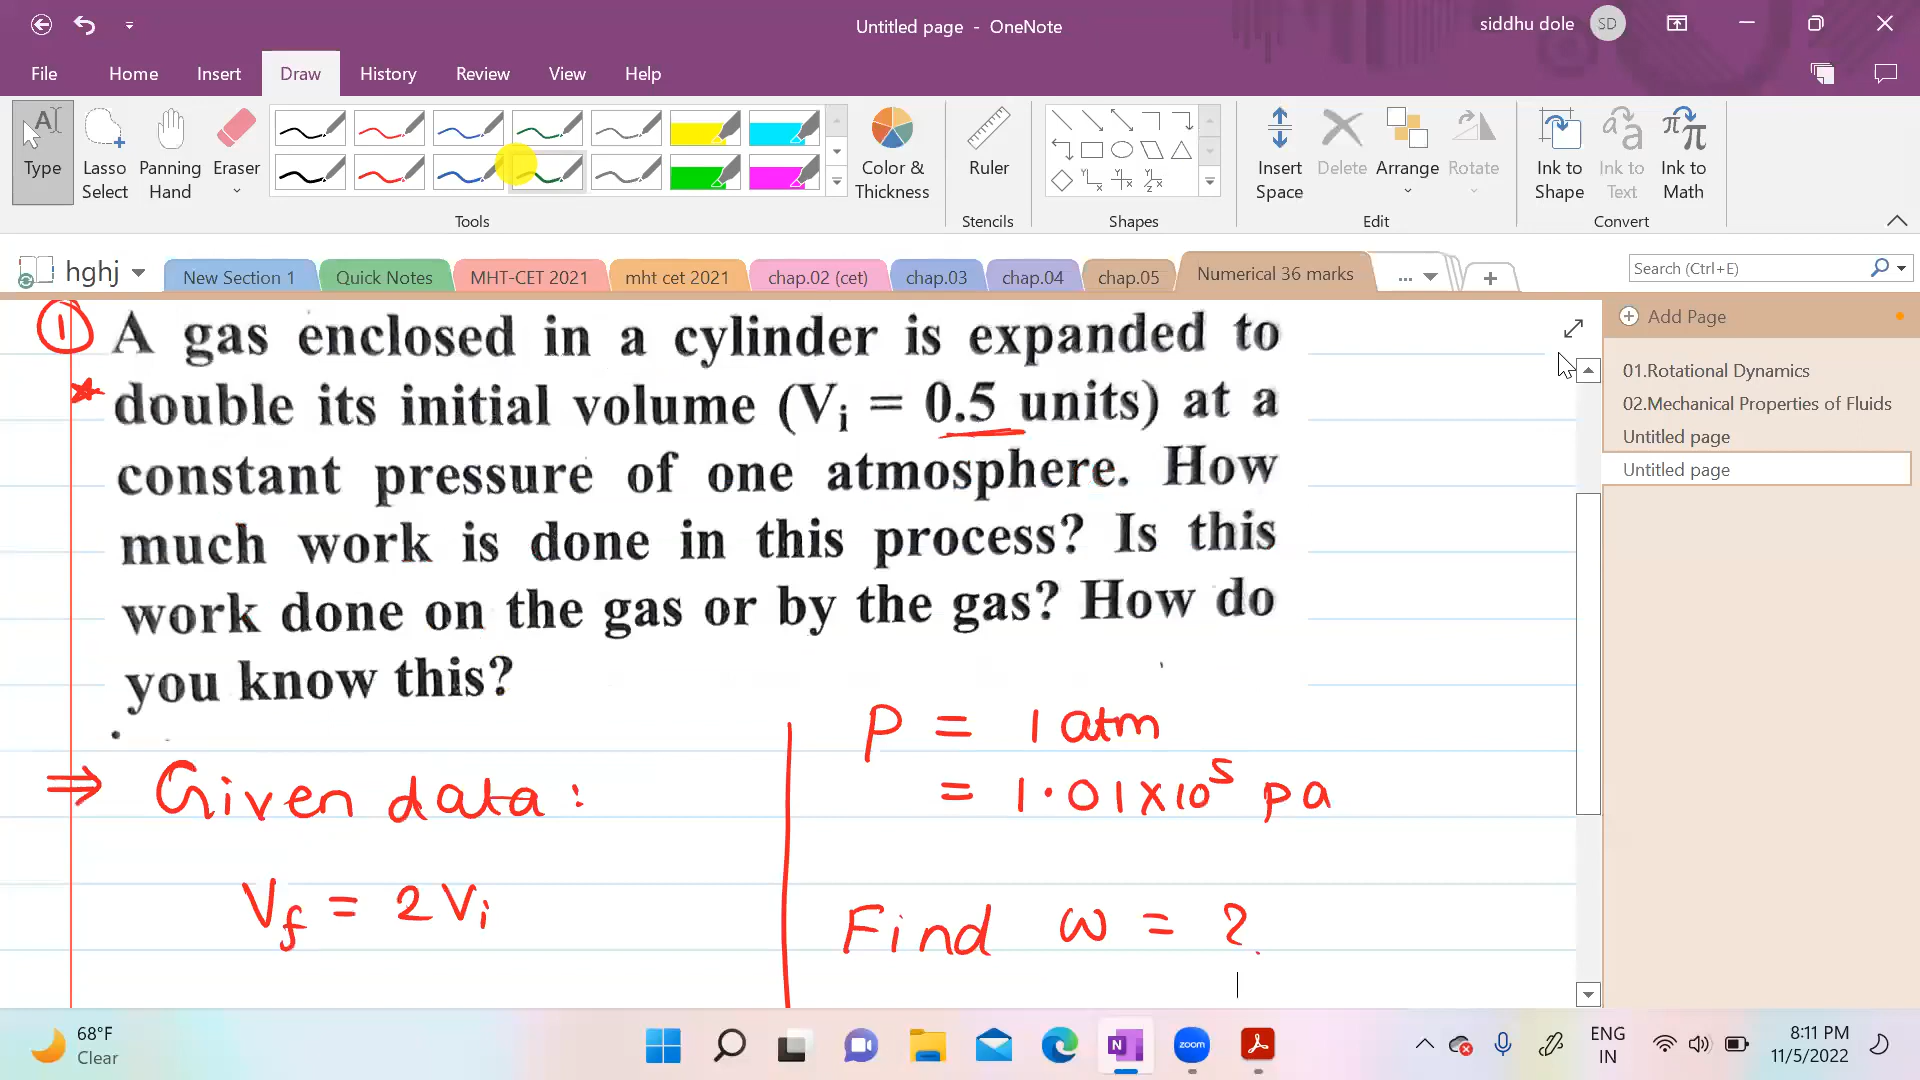 Untitled page - OneNote
siddhu dole
SD
File Home Insert Draw History Review View Help
Type
Lasso Select
Panning Hand
Eraser
Color & Thickness
Ruler
Insert Space
Delete
Arrange
Rotate
Ink to Shape
Ink to Text
Ink to Math
Tools
Stencils
Shapes
Edit
Convert
hghj
New Section 1
Quick Notes
MHT-CET 2021
mht cet 2021
chap.02 (cet)
chap.03
chap.04
chap.05
Numerical 36 marks
...
Search (Ctrl+E)
Add Page
01.Rotational Dynamics
02.Mechanical Properties of Fluids
Untitled page
Untitled page
① A gas enclosed in a cylinder is expanded to
double its initial volume (Vᵢ = 0.5 units) at a
constant pressure of one atmosphere. How
much work is done in this process? Is this
work done on the gas or by the gas? How do
you know this?
⇒ Given data:
V_f = 2Vᵢ
P = 1 atm
= 1.01×10⁵ pa
Find ω = ?
68°F
Clear
zoom
ENG
IN
8:11 PM
11/5/2022